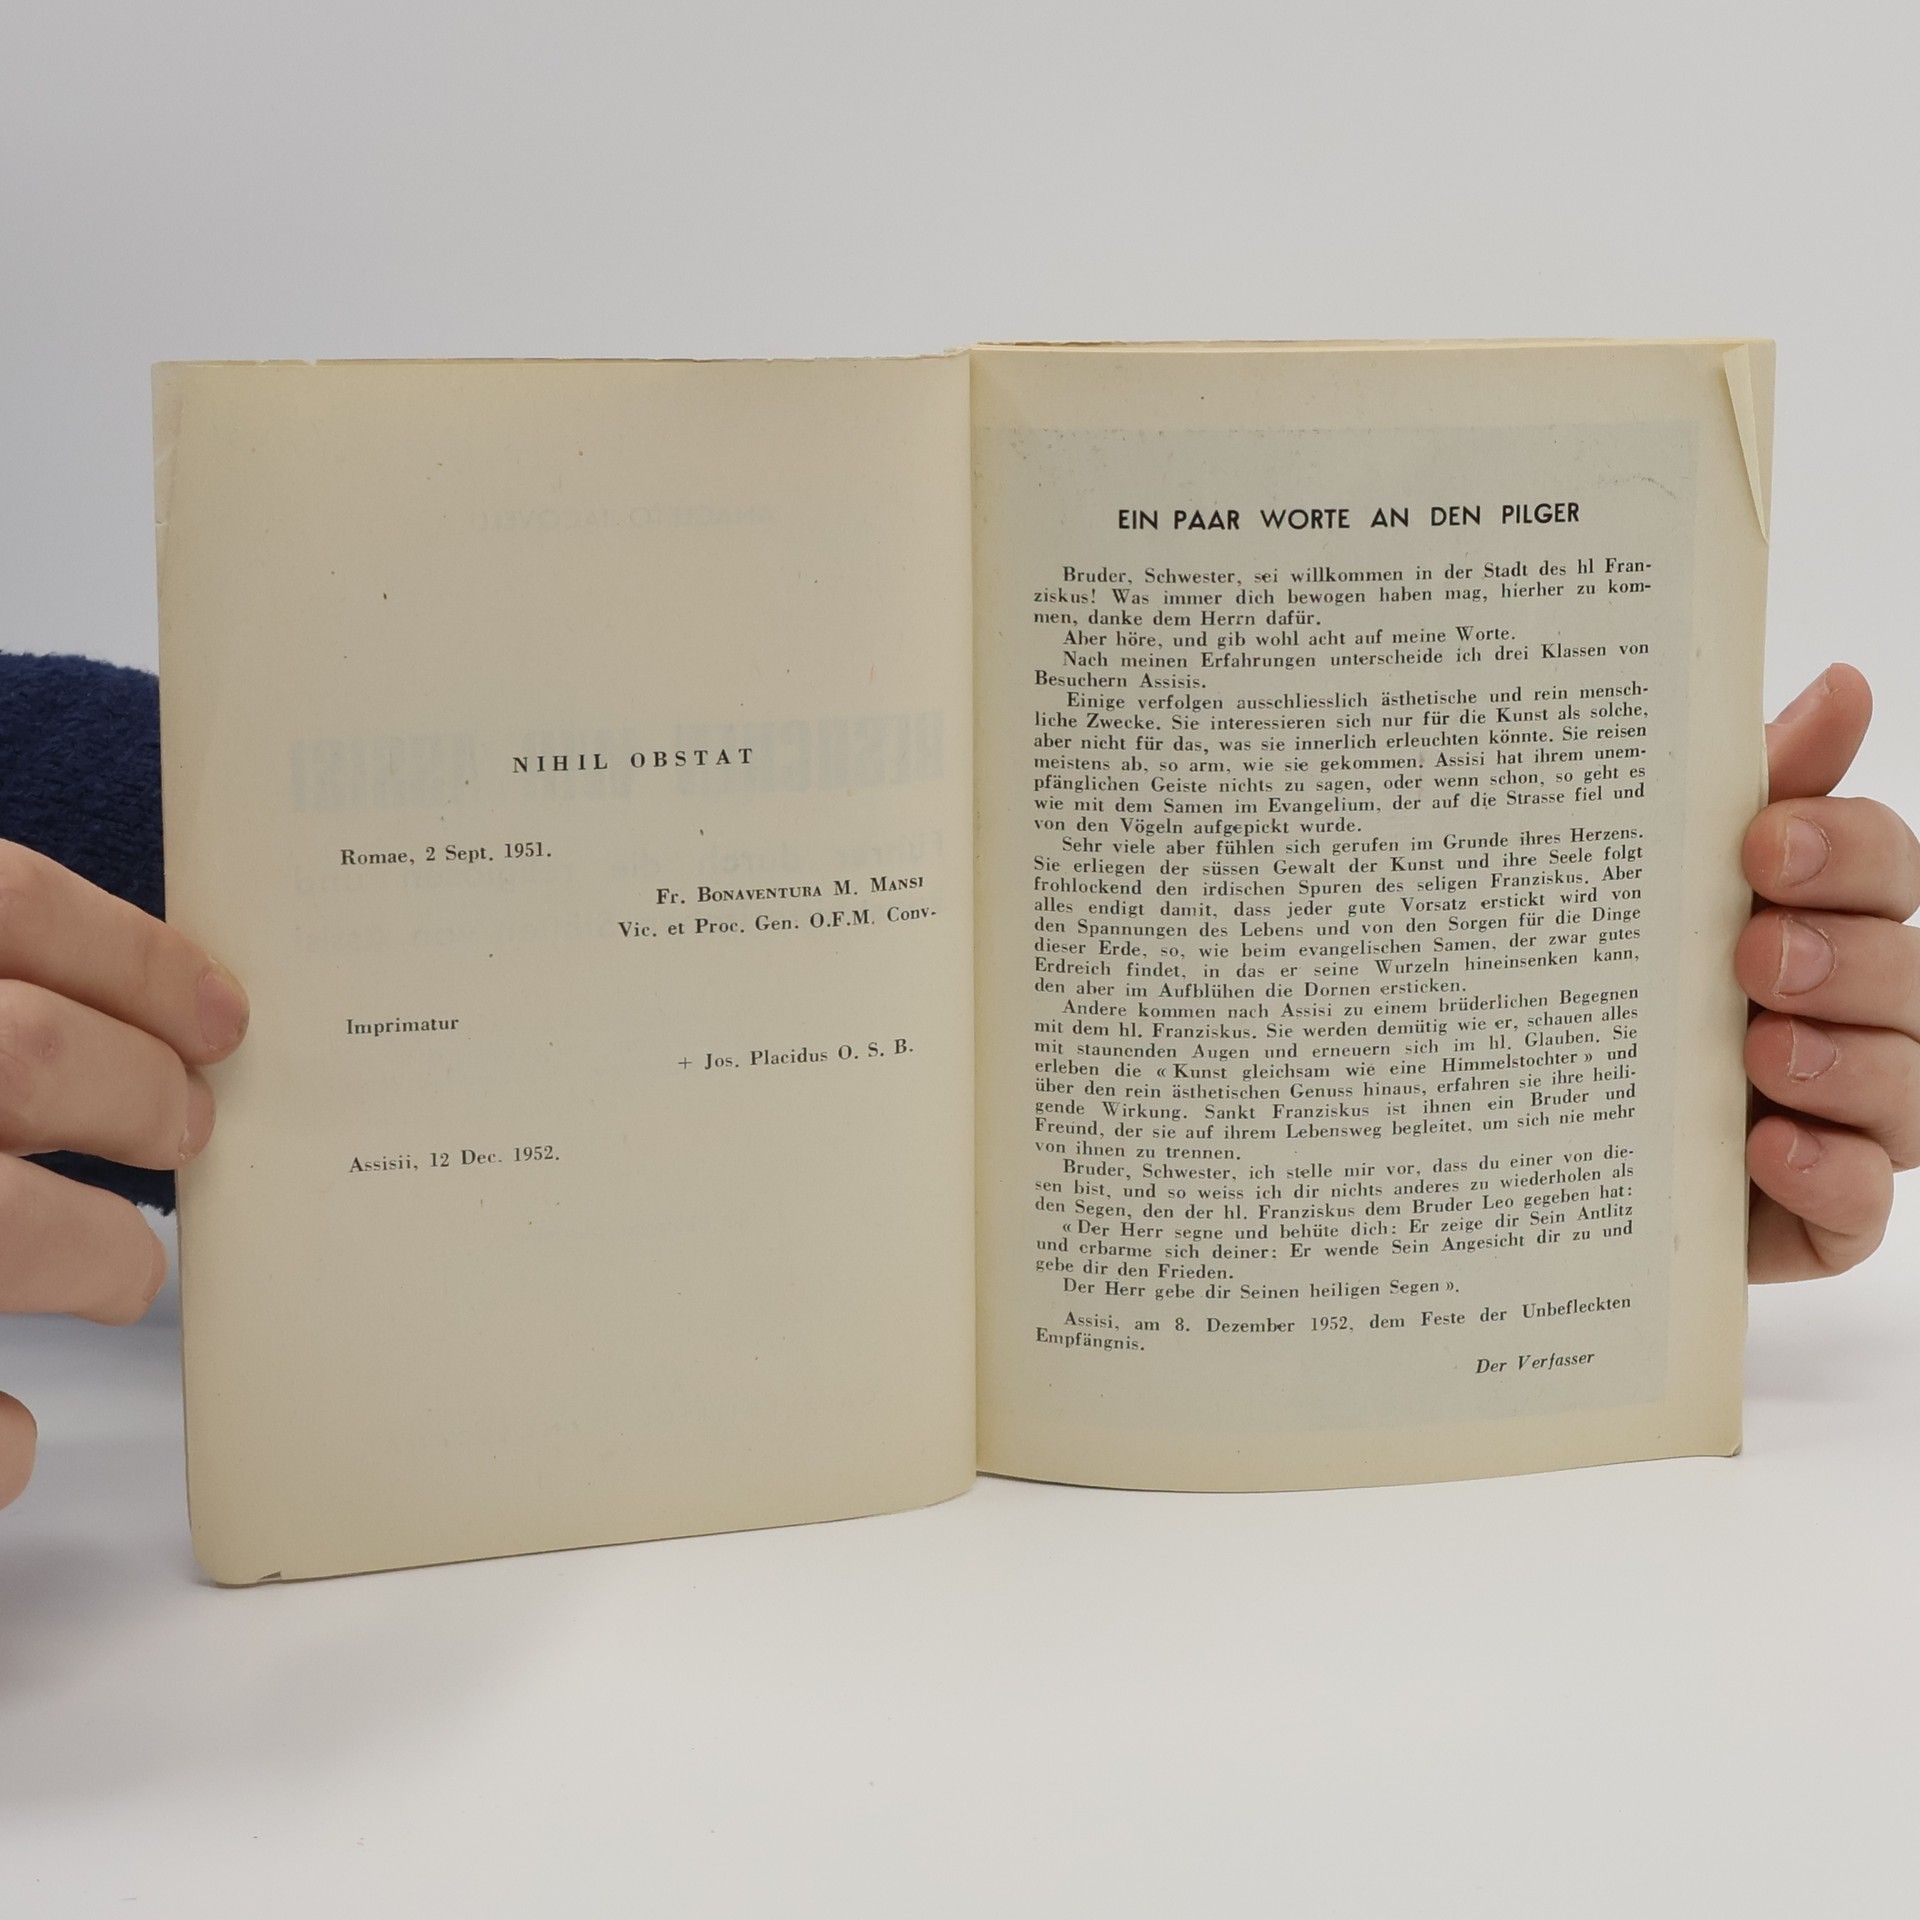 NIHIL OBSTAT
Romae, 2 Sept. 1951.
Fr. Bonaventura M. Mansi
Vic. et Proc. Gen. O.F.M. Conv.
Imprimatur
+ Jos. Placidus O. S. B.
Assisii, 12 Dec. 1952.
EIN PAAR WORTE AN DEN PILGER
Bruder, Schwester, sei willkommen in der Stadt des hl Fran-
ziskus! Was immer dich bewogen haben mag, hierher zu kom-
men, danke dem Herrn dafür.
Aber höre, und gib wohl acht auf meine Worte.
Nach meinen Erfahrungen unterscheide ich drei Klassen von
Besuchern Assisis.
Einige verfolgen ausschliesslich ästhetische und rein mensch-
liche Zwecke. Sie interessieren sich nur für die Kunst als solche,
aber nicht für das, was sie innerlich erleuchten könnte. Sie reisen
meistens ab, so arm, wie sie gekommen. Assisi hat ihrem unem-
pfänglichen Geiste nichts zu sagen, oder wenn schon, so geht es
wie mit dem Samen im Evangelium, der auf die Strasse fiel und
von den Vögeln aufgepickt wurde.
Sehr viele aber fühlen sich gerufen im Grunde ihres Herzens.
Sie erliegen der süssen Gewalt der Kunst und ihre Seele folgt
frohlockend den irdischen Spuren des seligen Franziskus. Aber
alles endigt damit, dass jeder gute Vorsatz erstickt wird von
den Spannungen des Lebens und von den Sorgen für die Dinge
dieser Erde, so, wie beim evangelischen Samen, der zwar gutes
Erdreich findet, in das er seine Wurzeln hineinsenken kann,
den aber im Aufblühen die Dornen ersticken.
Andere kommen nach Assisi zu einem brüderlichen Begegnen
mit dem hl. Franziskus. Sie werden demütig wie er, schauen alles
mit staunenden Augen und erneuern sich im hl. Glauben. Sie
erleben die « Kunst gleichsam wie eine Himmelstochter » und
über den rein ästhetischen Genuss hinaus, erfahren sie ihre heili-
gende Wirkung. Sankt Franziskus ist ihnen ein Bruder und
Freund, der sie auf ihrem Lebensweg begleitet, um sich nie mehr
von ihnen zu trennen.
Bruder, Schwester, ich stelle mir vor, dass du einer von die-
sen bist, und so weiss ich dir nichts anderes zu wiederholen als
den Segen, den der hl. Franziskus dem Bruder Leo gegeben hat:
« Der Herr segne und behüte dich: Er zeige dir Sein Antlitz
und erbarme sich deiner: Er wende Sein Angesicht dir zu und
gebe dir den Frieden.
Der Herr gebe dir Seinen heiligen Segen ».
Assisi, am 8. Dezember 1952, dem Feste der Unbefleckten
Empfängnis.
Der Verfasser